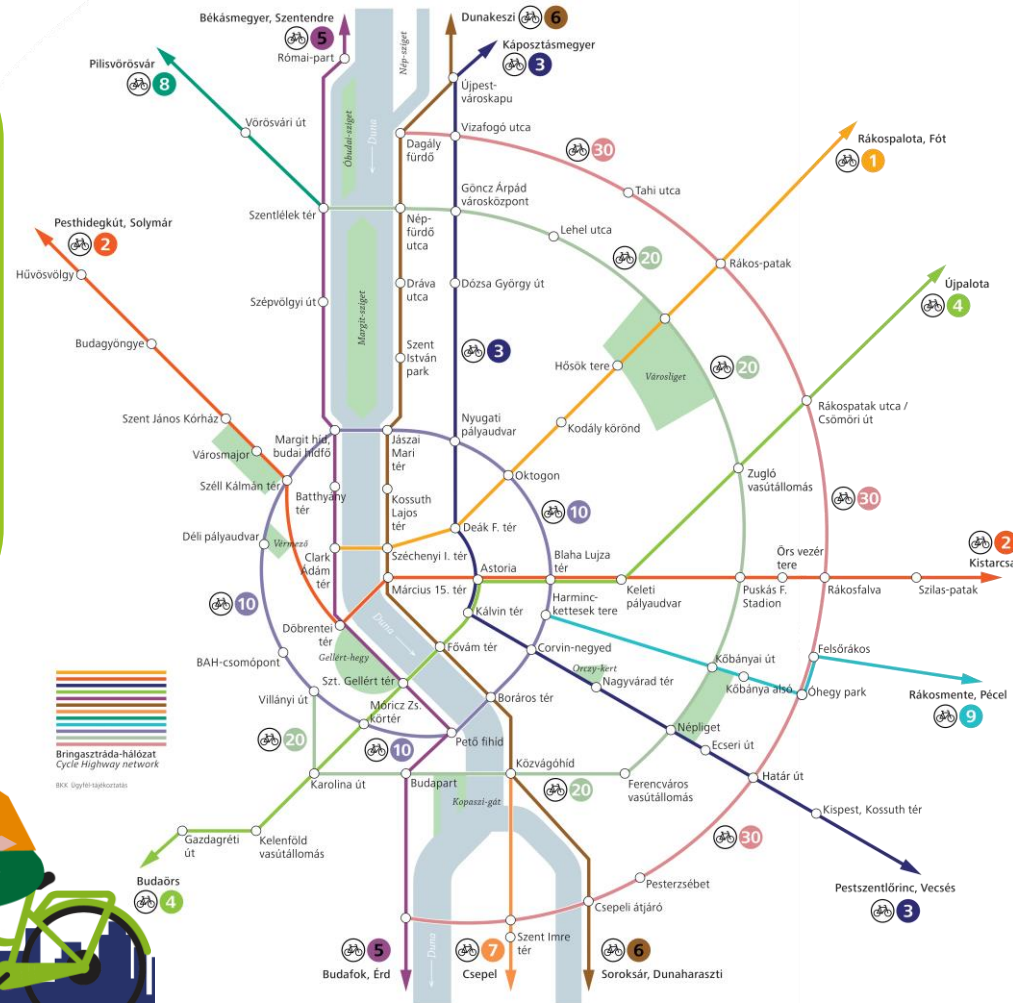 Békásmegyer, Szentendre
5
Római-part
Nép-sziget
Dunakeszi
6
Káposztásmegyer
3
Pilisvörösvár
8
Újpest-
városkapu
Vörösvári út
Óbudai-sziget
Duna
Dagály
fürdő
Vizafogó utca
30
Rákospalota, Fót
1
Tahi utca
Szentlélek tér
Nép-
fürdő
utca
Göncz Árpád
városközpont
Lehel utca
20
Pesthidegkút, Solymár
2
Hűvösvölgy
Rákos-patak
Újpalota
4
Szépvölgyi út
Margit-sziget
Dráva
utca
Dózsa György út
Budagyöngye
Szent
István
park
3
Hősök tere
Városliget
20
Szent János Kórház
Városmajor
Margit híd,
budai hídfő
Jászai
Mari
tér
Nyugati
pályaudvar
Kodály körönd
Rákospatak utca /
Csömöri út
Széll Kálmán tér
Batthyány
tér
Kossuth
Lajos
tér
Oktogon
Zugló
vasútállomás
10
30
Déli pályaudvar
Vérmező
Clark
Ádám
tér
Széchenyi I. tér
Deák F. tér
Astoria
Blaha Lujza
tér
Őrs vezér
tere
2
Kistarcsa
10
Március 15. tér
Kálvin tér
Harminc-
kettesek tere
Keleti
pályaudvar
Puskás F.
Stadion
Rákosfalva
Szilas-patak
Döbrentei
tér
Duna
Gellért-hegy
Fővám tér
Corvin-negyed
BAH-csomópont
Szt. Gellért tér
Orczy-kert
Nagyvárad tér
Kőbányai út
Kőbánya alsó
Felsőrákos
Óhegy park
Rákosmente, Pécel
9
Villányi út
Móricz Zs.
körtér
Boráros tér
Népliget
20
10
Pető fihíd
Ecseri út
Bringasztráda-hálózat
Cycle Highway network
BKK Ügyfél-tájékoztatás
Karolina út
Budapart
Közvágóhíd
20
Ferencváros
vasútállomás
Határ út
Kopaszi-gát
Kispest, Kossuth tér
Gazdagréti
út
Kelenföld
vasútállomás
30
Budaörs
4
Pesterzsébet
Pestszentlőrinc, Vecsés
3
Csepeli átjáró
Duna
Szent Imre
tér
5
Budafok, Érd
7
Csepel
6
Soroksár, Dunaharaszti